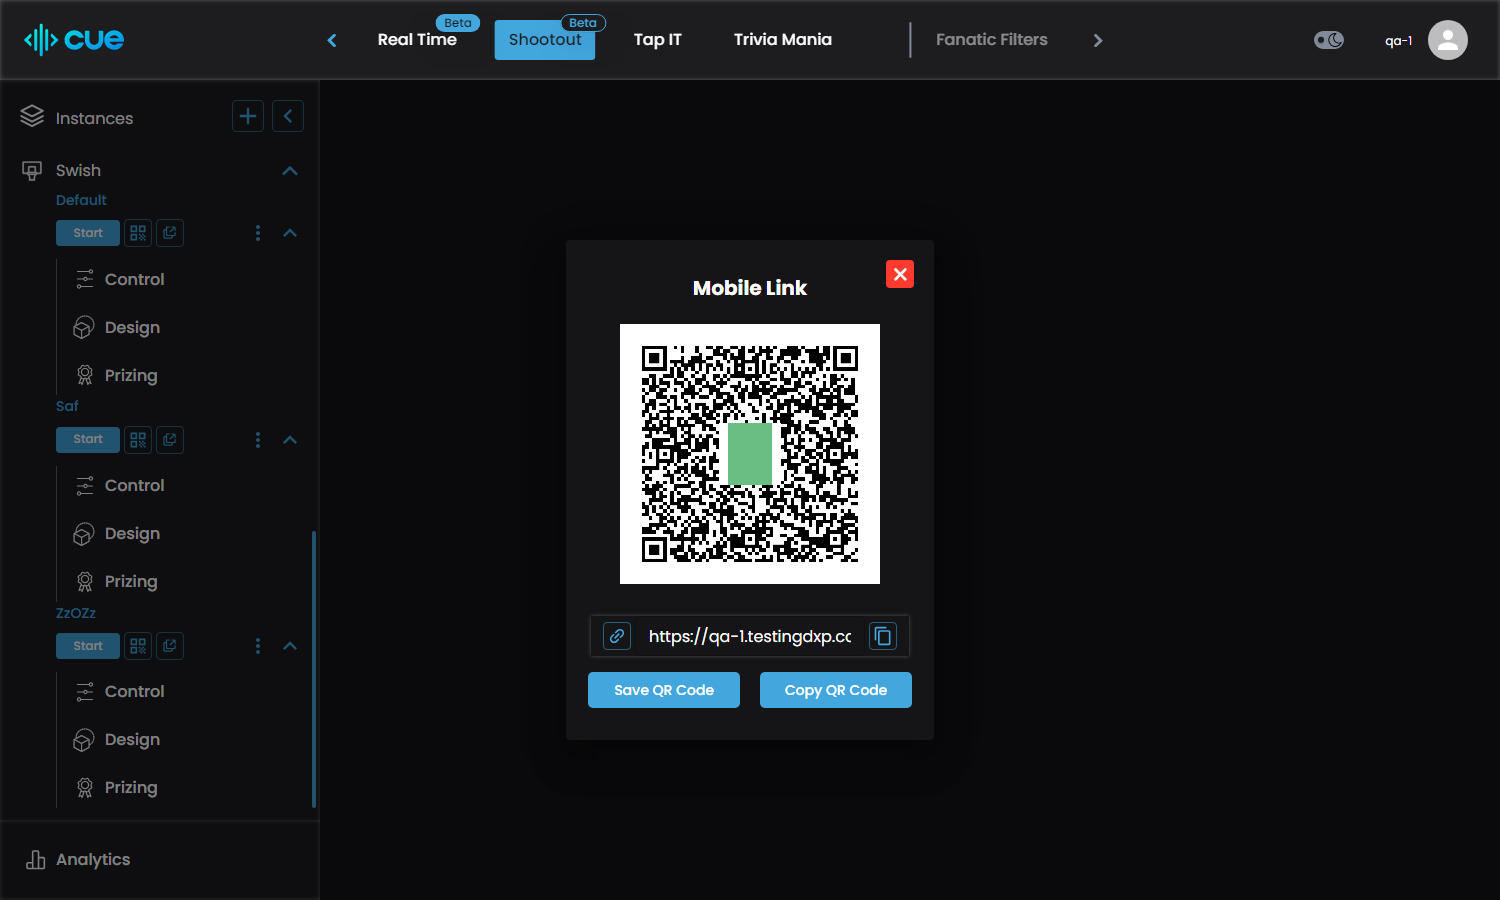 cue
Real Time
Beta
Shootout
Beta
Tap IT
Trivia Mania
Fanatic Filters
qa-1
Instances
Swish
Default
Start
Control
Design
Prizing
Saf
Start
Control
Design
Prizing
ZzOZz
Start
Control
Design
Prizing
Analytics
Mobile Link
https://qa-1.testingdxp.cc
Save QR Code
Copy QR Code